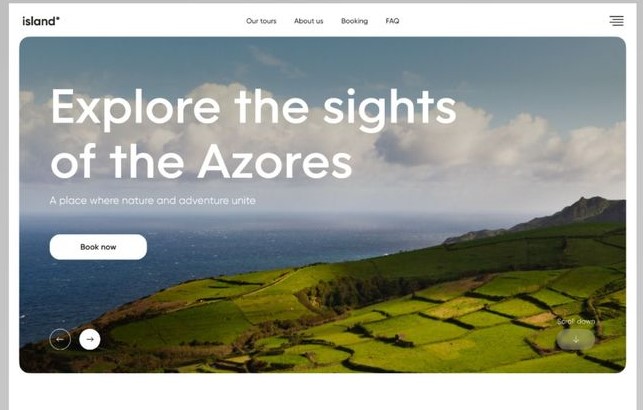 island*
Our tours
About us
Booking
FAQ
Explore the sights
of the Azores
A place where nature and adventure unite
Book now
Scroll down